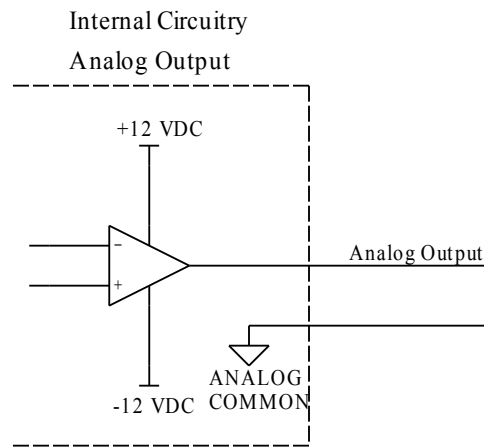 Internal Circuitry
Analog Output
+12 VDC
−
+
Analog Output
-12 VDC
ANALOG
COMMON